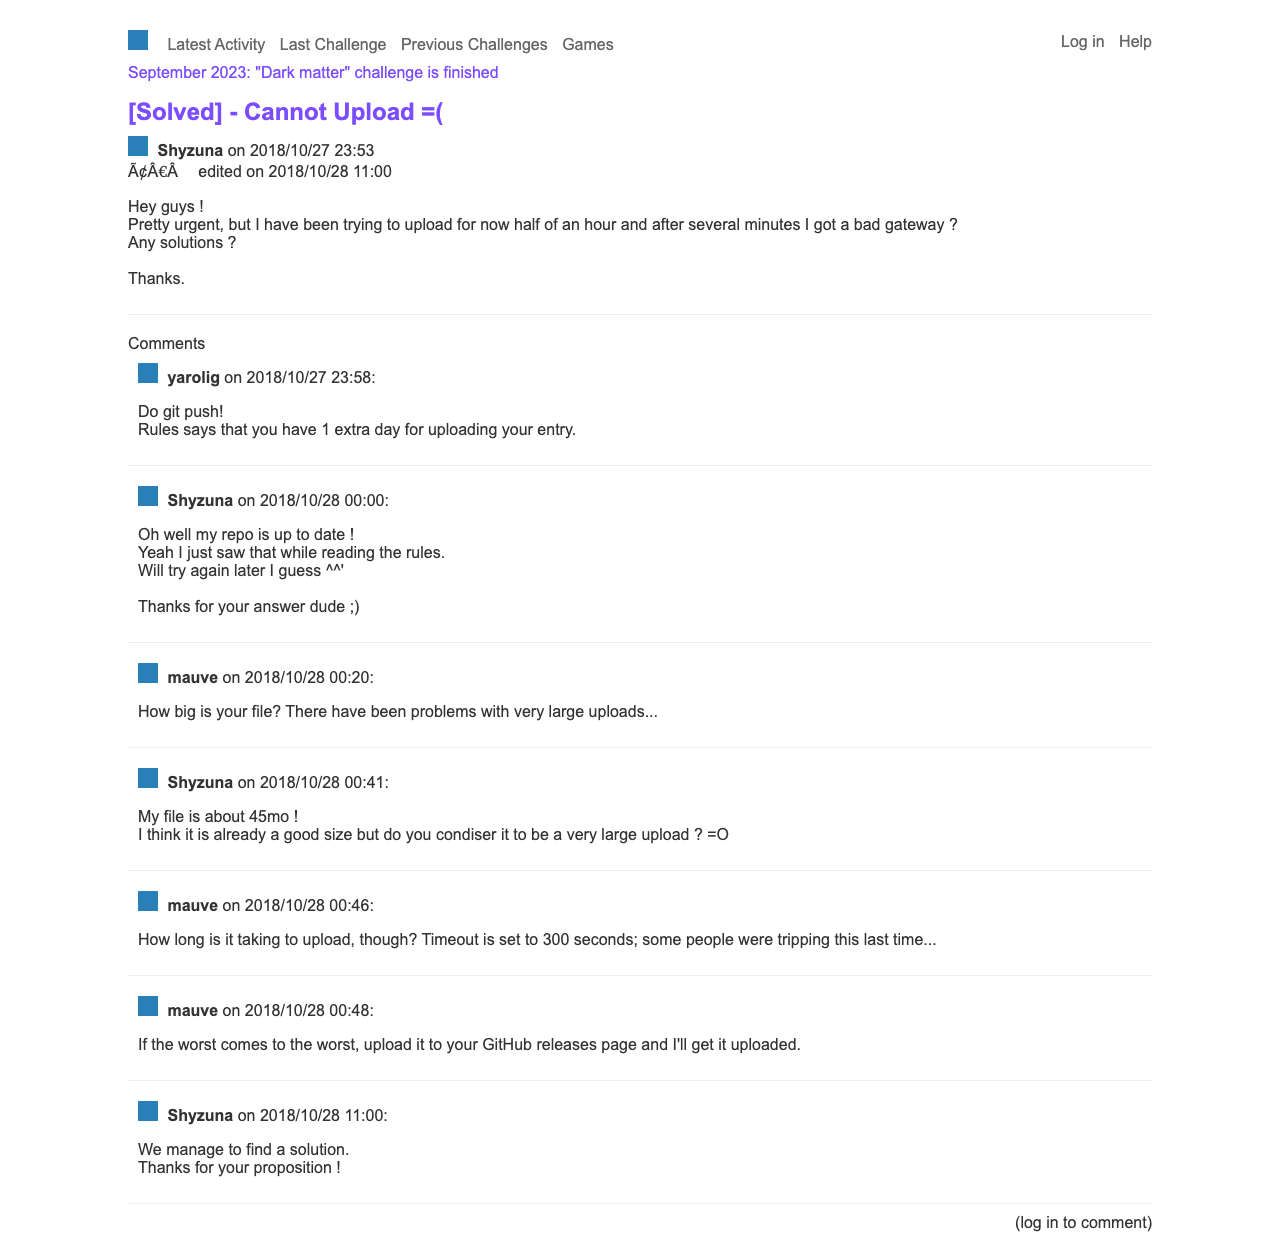 Latest Activity Last Challenge Previous Challenges Games Log in Help
September 2023: "Dark matter" challenge is finished
[Solved] - Cannot Upload =(
Shyzuna on 2018/10/27 23:53
Ã¢Â€Â edited on 2018/10/28 11:00
Hey guys !
Pretty urgent, but I have been trying to upload for now half of an hour and after several minutes I got a bad gateway ?
Any solutions ?
Thanks.
Comments
yarolig on 2018/10/27 23:58:
Do git push!
Rules says that you have 1 extra day for uploading your entry.
Shyzuna on 2018/10/28 00:00:
Oh well my repo is up to date !
Yeah I just saw that while reading the rules.
Will try again later I guess ^^'
Thanks for your answer dude ;)
mauve on 2018/10/28 00:20:
How big is your file? There have been problems with very large uploads...
Shyzuna on 2018/10/28 00:41:
My file is about 45mo !
I think it is already a good size but do you condiser it to be a very large upload ? =O
mauve on 2018/10/28 00:46:
How long is it taking to upload, though? Timeout is set to 300 seconds; some people were tripping this last time...
mauve on 2018/10/28 00:48:
If the worst comes to the worst, upload it to your GitHub releases page and I'll get it uploaded.
Shyzuna on 2018/10/28 11:00:
We manage to find a solution.
Thanks for your proposition !
(log in to comment)